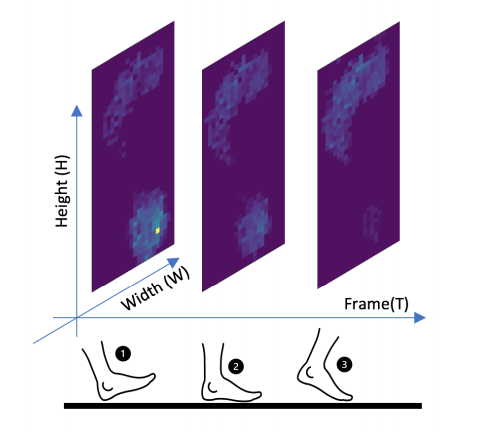 Height (H)
Width (W)
Frame(T)
1
2
3